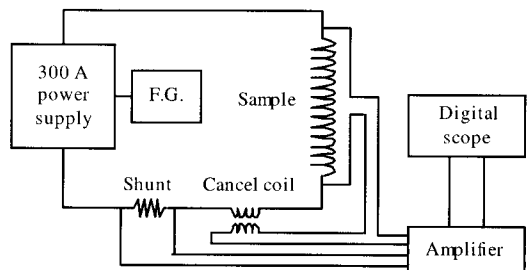 300 A
power
supply
F.G.
Sample
Digital
scope
Shunt
Cancel coil
Amplifier